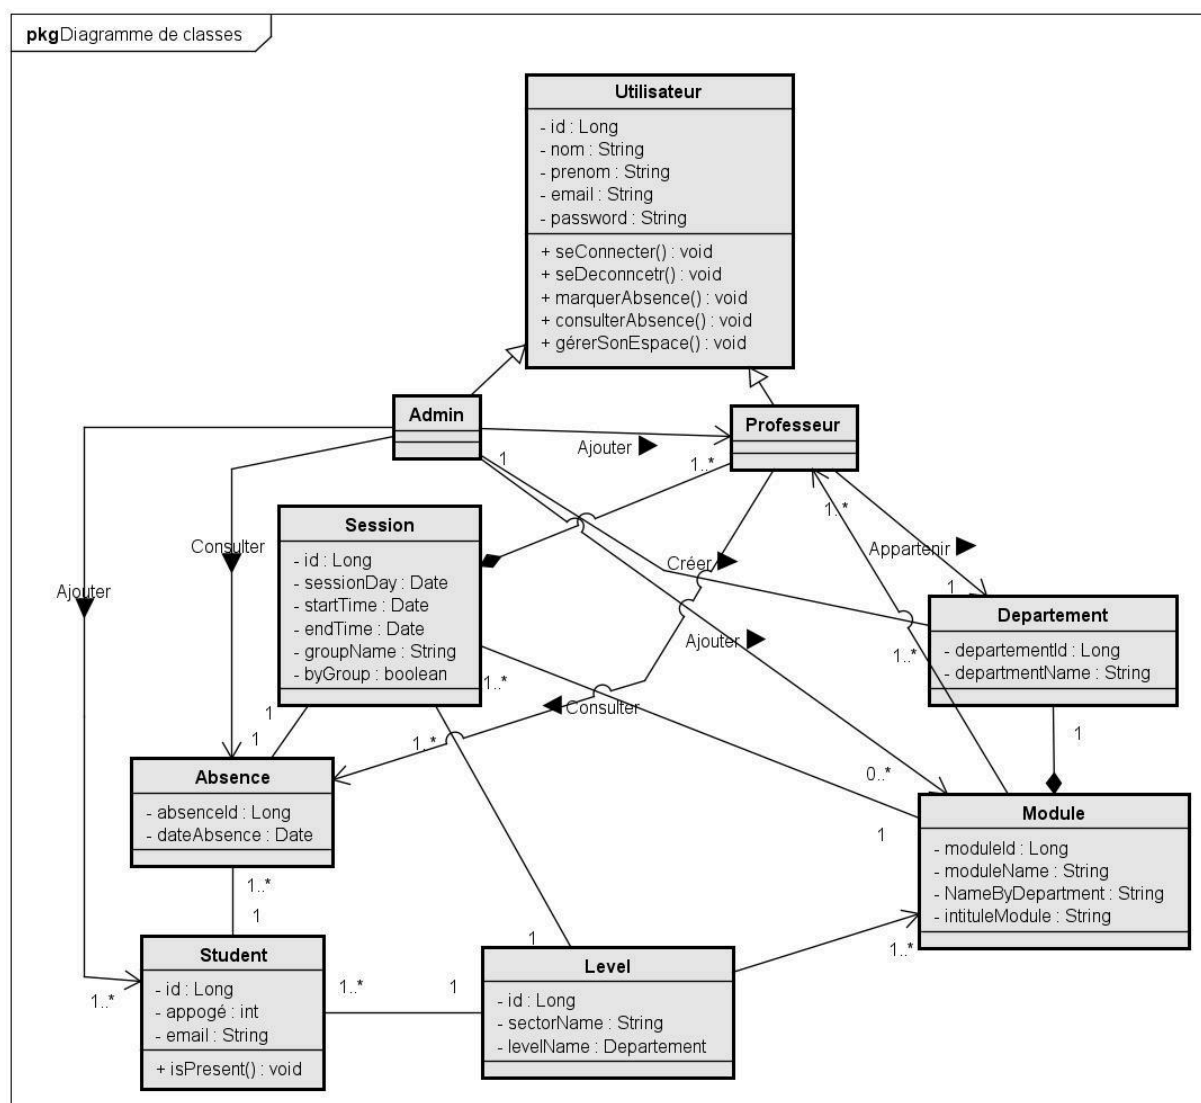 pkgDiagramme de classes
Utilisateur
- id : Long
- nom : String
- prenom : String
- email : String
- password : String
+ seConnecter() : void
+ seDeconncetr() : void
+ marquerAbsence() : void
+ consulterAbsence() : void
+ gérerSonEspace() : void
Admin
Professeur
Ajouter
1
1..*
1..*
Session
- id : Long
- sessionDay : Date
- startTime : Date
- endTime : Date
- groupName : String
- byGroup : boolean
Consulter
Ajouter
Créer
Appartenir
1
Departement
- departementId : Long
- departmentName : String
Ajouter
1..*
1..*
Consulter
1
1
1..*
1
0..*
Absence
- absenceId : Long
- dateAbsence : Date
Module
- moduleId : Long
- moduleName : String
- NameByDepartment : String
- intituleModule : String
1
1..*
1
1
1..*
Student
- id : Long
- appogé : int
- email : String
+ isPresent() : void
1..*
1..*
1
Level
- id : Long
- sectorName : String
- levelName : Departement